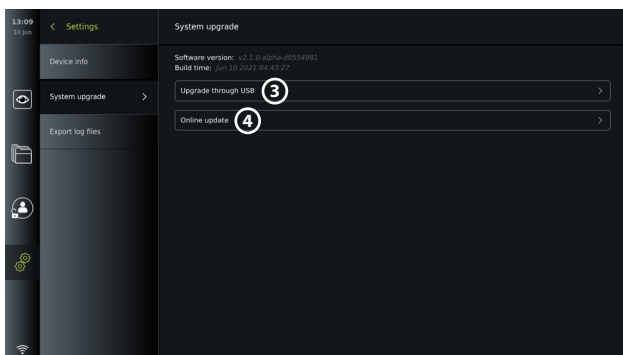 13:09
10 Jun
Settings
System upgrade
Device info
System upgrade
Export log files
Software version: v2.1.0-alpha-d0554981
Build time: Jun 10 2021 04:43:27
Upgrade through USB 3
Online update 4